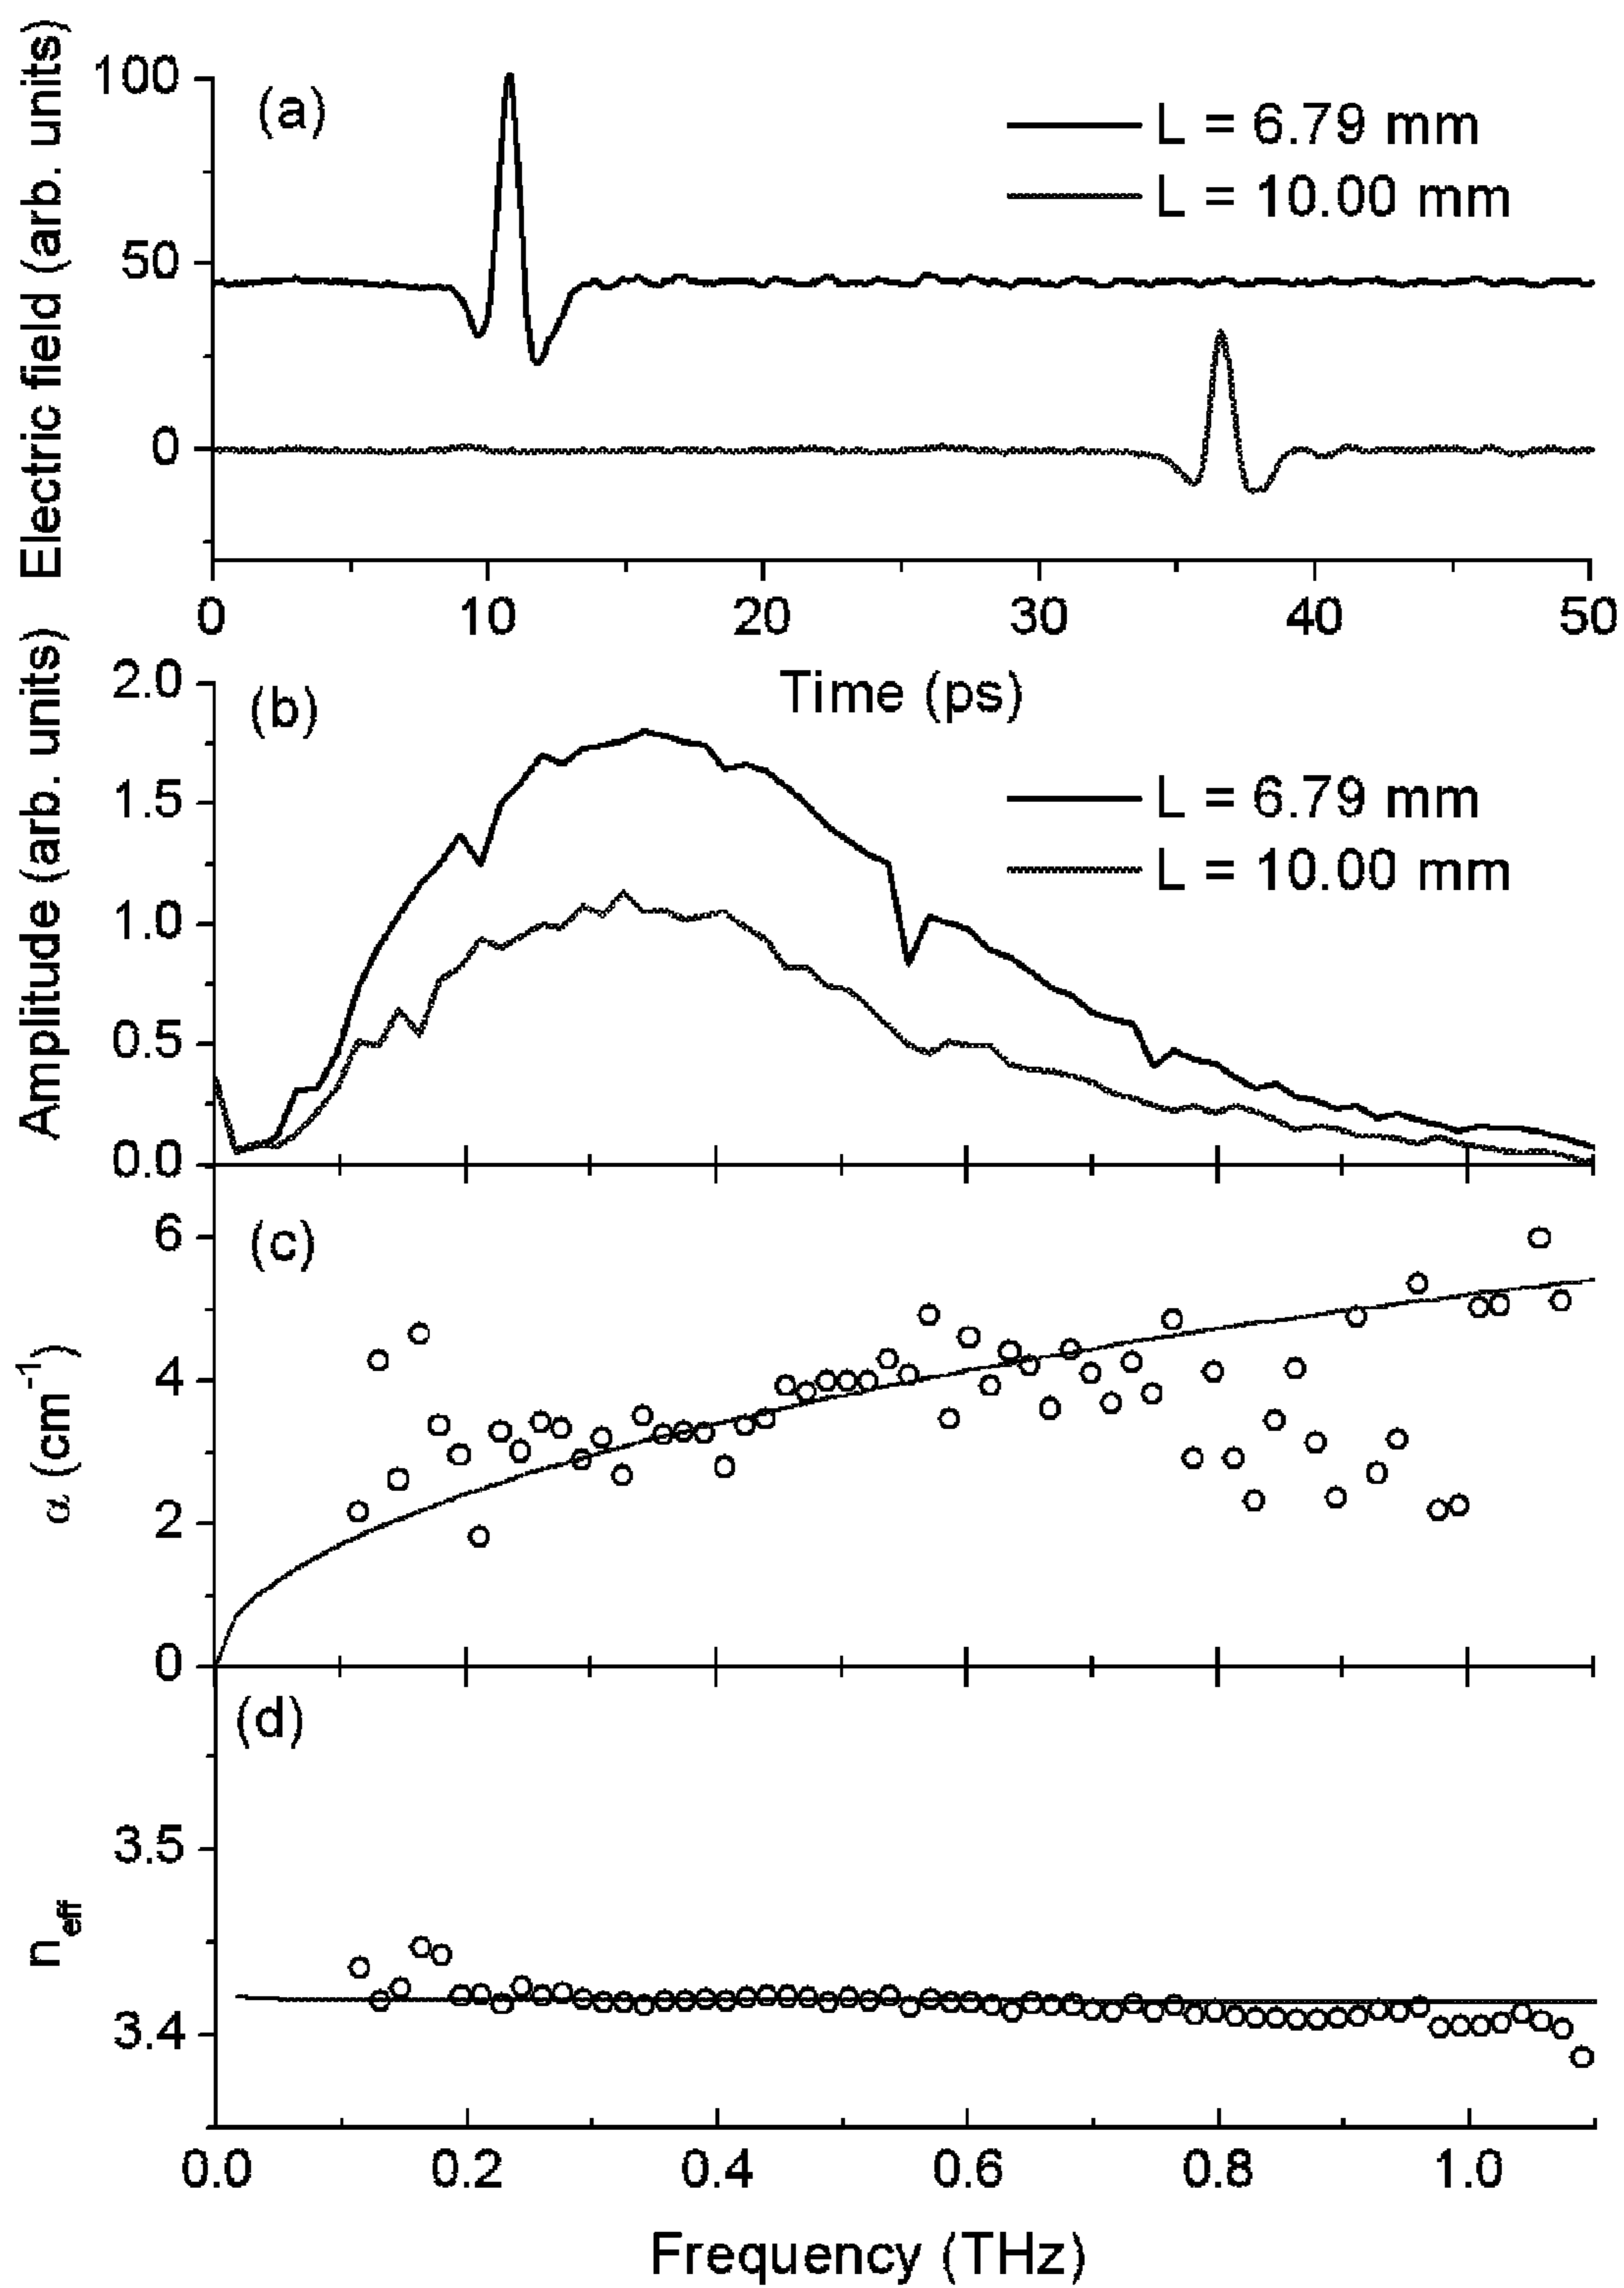 Electric field (arb. units)
100
50
0
(a)
L = 6.79 mm
L = 10.00 mm
0 10 20 30 40 50
Time (ps)
Amplitude (arb. units)
2.0
1.5
1.0
0.5
0.0
(b)
L = 6.79 mm
L = 10.00 mm
α (cm-1)
6
4
2
0
(c)
neff
3.5
3.4
(d)
0.0 0.2 0.4 0.6 0.8 1.0
Frequency (THz)